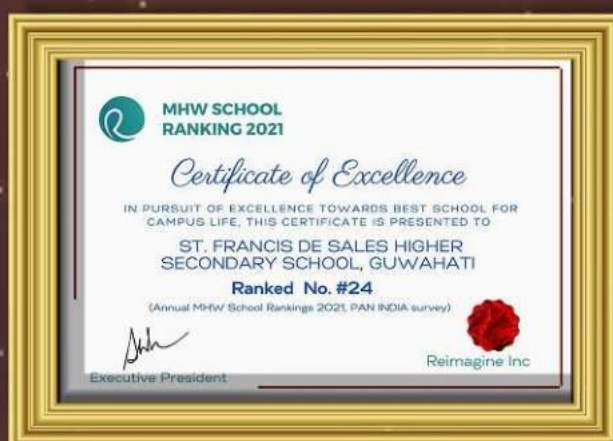 MHW SCHOOL
RANKING 2021
Certificate of Excellence
IN PURSUIT OF EXCELLENCE TOWARDS BEST SCHOOL FOR
CAMPUS LIFE, THIS CERTIFICATE IS PRESENTED TO
ST. FRANCIS DE SALES HIGHER
SECONDARY SCHOOL, GUWAHATI
Ranked No. #24
(Annual MHW School Rankings 2021, PAN INDIA survey)
Executive President
Reimagine Inc